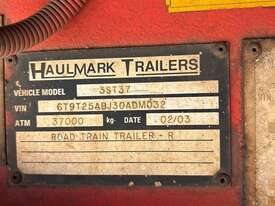 HAULMARK TRAILERS
VEHICLE MODEL 3ST37
VIN 6T9T25ABJ30ADM032
ATM 37000 kg. DATE 02/03
ROAD TRAIN TRAILER - R